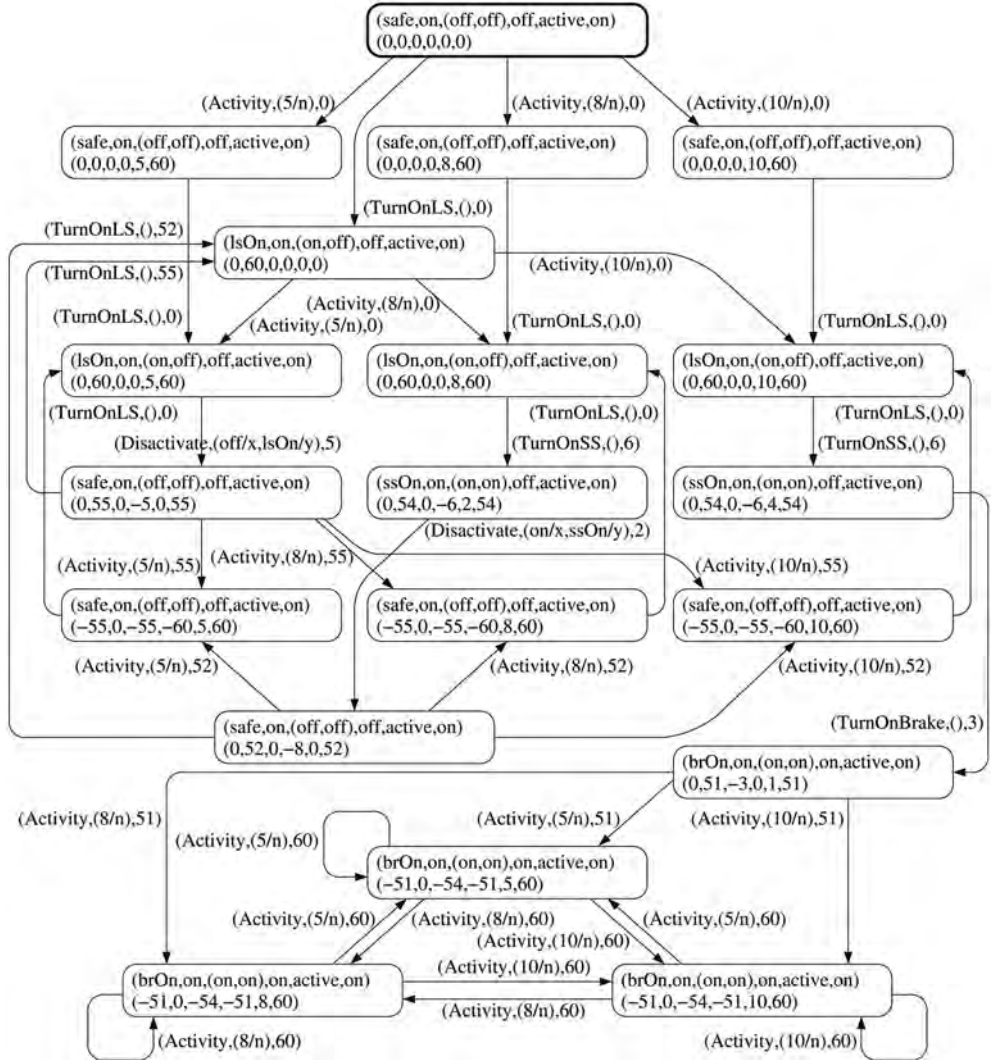 (safe,on,(off,off),off,active,on)
(0,0,0,0,0,0)
(Activity,(5/n),0)
(Activity,(8/n),0)
(Activity,(10/n),0)
(safe,on,(off,off),off,active,on)
(0,0,0,0,5,60)
(safe,on,(off,off),off,active,on)
(0,0,0,0,8,60)
(safe,on,(off,off),off,active,on)
(0,0,0,0,10,60)
(TurnOnLS,(),0)
(TurnOnLS,(),52)
(lsOn,on,(on,off),off,active,on)
(0,60,0,0,0,0)
(TurnOnLS,(),55)
(Activity,(10/n),0)
(Activity,(8/n),0)
(TurnOnLS,(),0)
(Activity,(5/n),0)
(TurnOnLS,(),0)
(TurnOnLS,(),0)
(lsOn,on,(on,off),off,active,on)
(0,60,0,0,5,60)
(lsOn,on,(on,off),off,active,on)
(0,60,0,0,8,60)
(lsOn,on,(on,off),off,active,on)
(0,60,0,0,10,60)
(TurnOnLS,(),0)
(TurnOnLS,(),0)
(TurnOnLS,(),0)
(Disactivate,(off/x,lsOn/y),5)
(TurnOnSS,(),6)
(TurnOnSS,(),6)
(safe,on,(off,off),off,active,on)
(0,55,0,−5,0,55)
(ssOn,on,(on,on),off,active,on)
(0,54,0,−6,2,54)
(ssOn,on,(on,on),off,active,on)
(0,54,0,−6,4,54)
(Disactivate,(on/x,ssOn/y),2)
(Activity,(5/n),55)
(Activity,(8/n),55)
(Activity,(10/n),55)
(safe,on,(off,off),off,active,on)
(−55,0,−55,−60,5,60)
(safe,on,(off,off),off,active,on)
(−55,0,−55,−60,8,60)
(safe,on,(off,off),off,active,on)
(−55,0,−55,−60,10,60)
(Activity,(5/n),52)
(Activity,(8/n),52)
(Activity,(10/n),52)
(safe,on,(off,off),off,active,on)
(0,52,0,−8,0,52)
(TurnOnBrake,(),3)
(brOn,on,(on,on),on,active,on)
(0,51,−3,0,1,51)
(Activity,(8/n),51)
(Activity,(5/n),51)
(Activity,(10/n),51)
(Activity,(5/n),60)
(brOn,on,(on,on),on,active,on)
(−51,0,−54,−51,5,60)
(Activity,(5/n),60)
(Activity,(8/n),60)
(Activity,(5/n),60)
(Activity,(10/n),60)
(brOn,on,(on,on),on,active,on)
(−51,0,−54,−51,8,60)
(Activity,(10/n),60)
(Activity,(8/n),60)
(brOn,on,(on,on),on,active,on)
(−51,0,−54,−51,10,60)
(Activity,(8/n),60)
(Activity,(10/n),60)